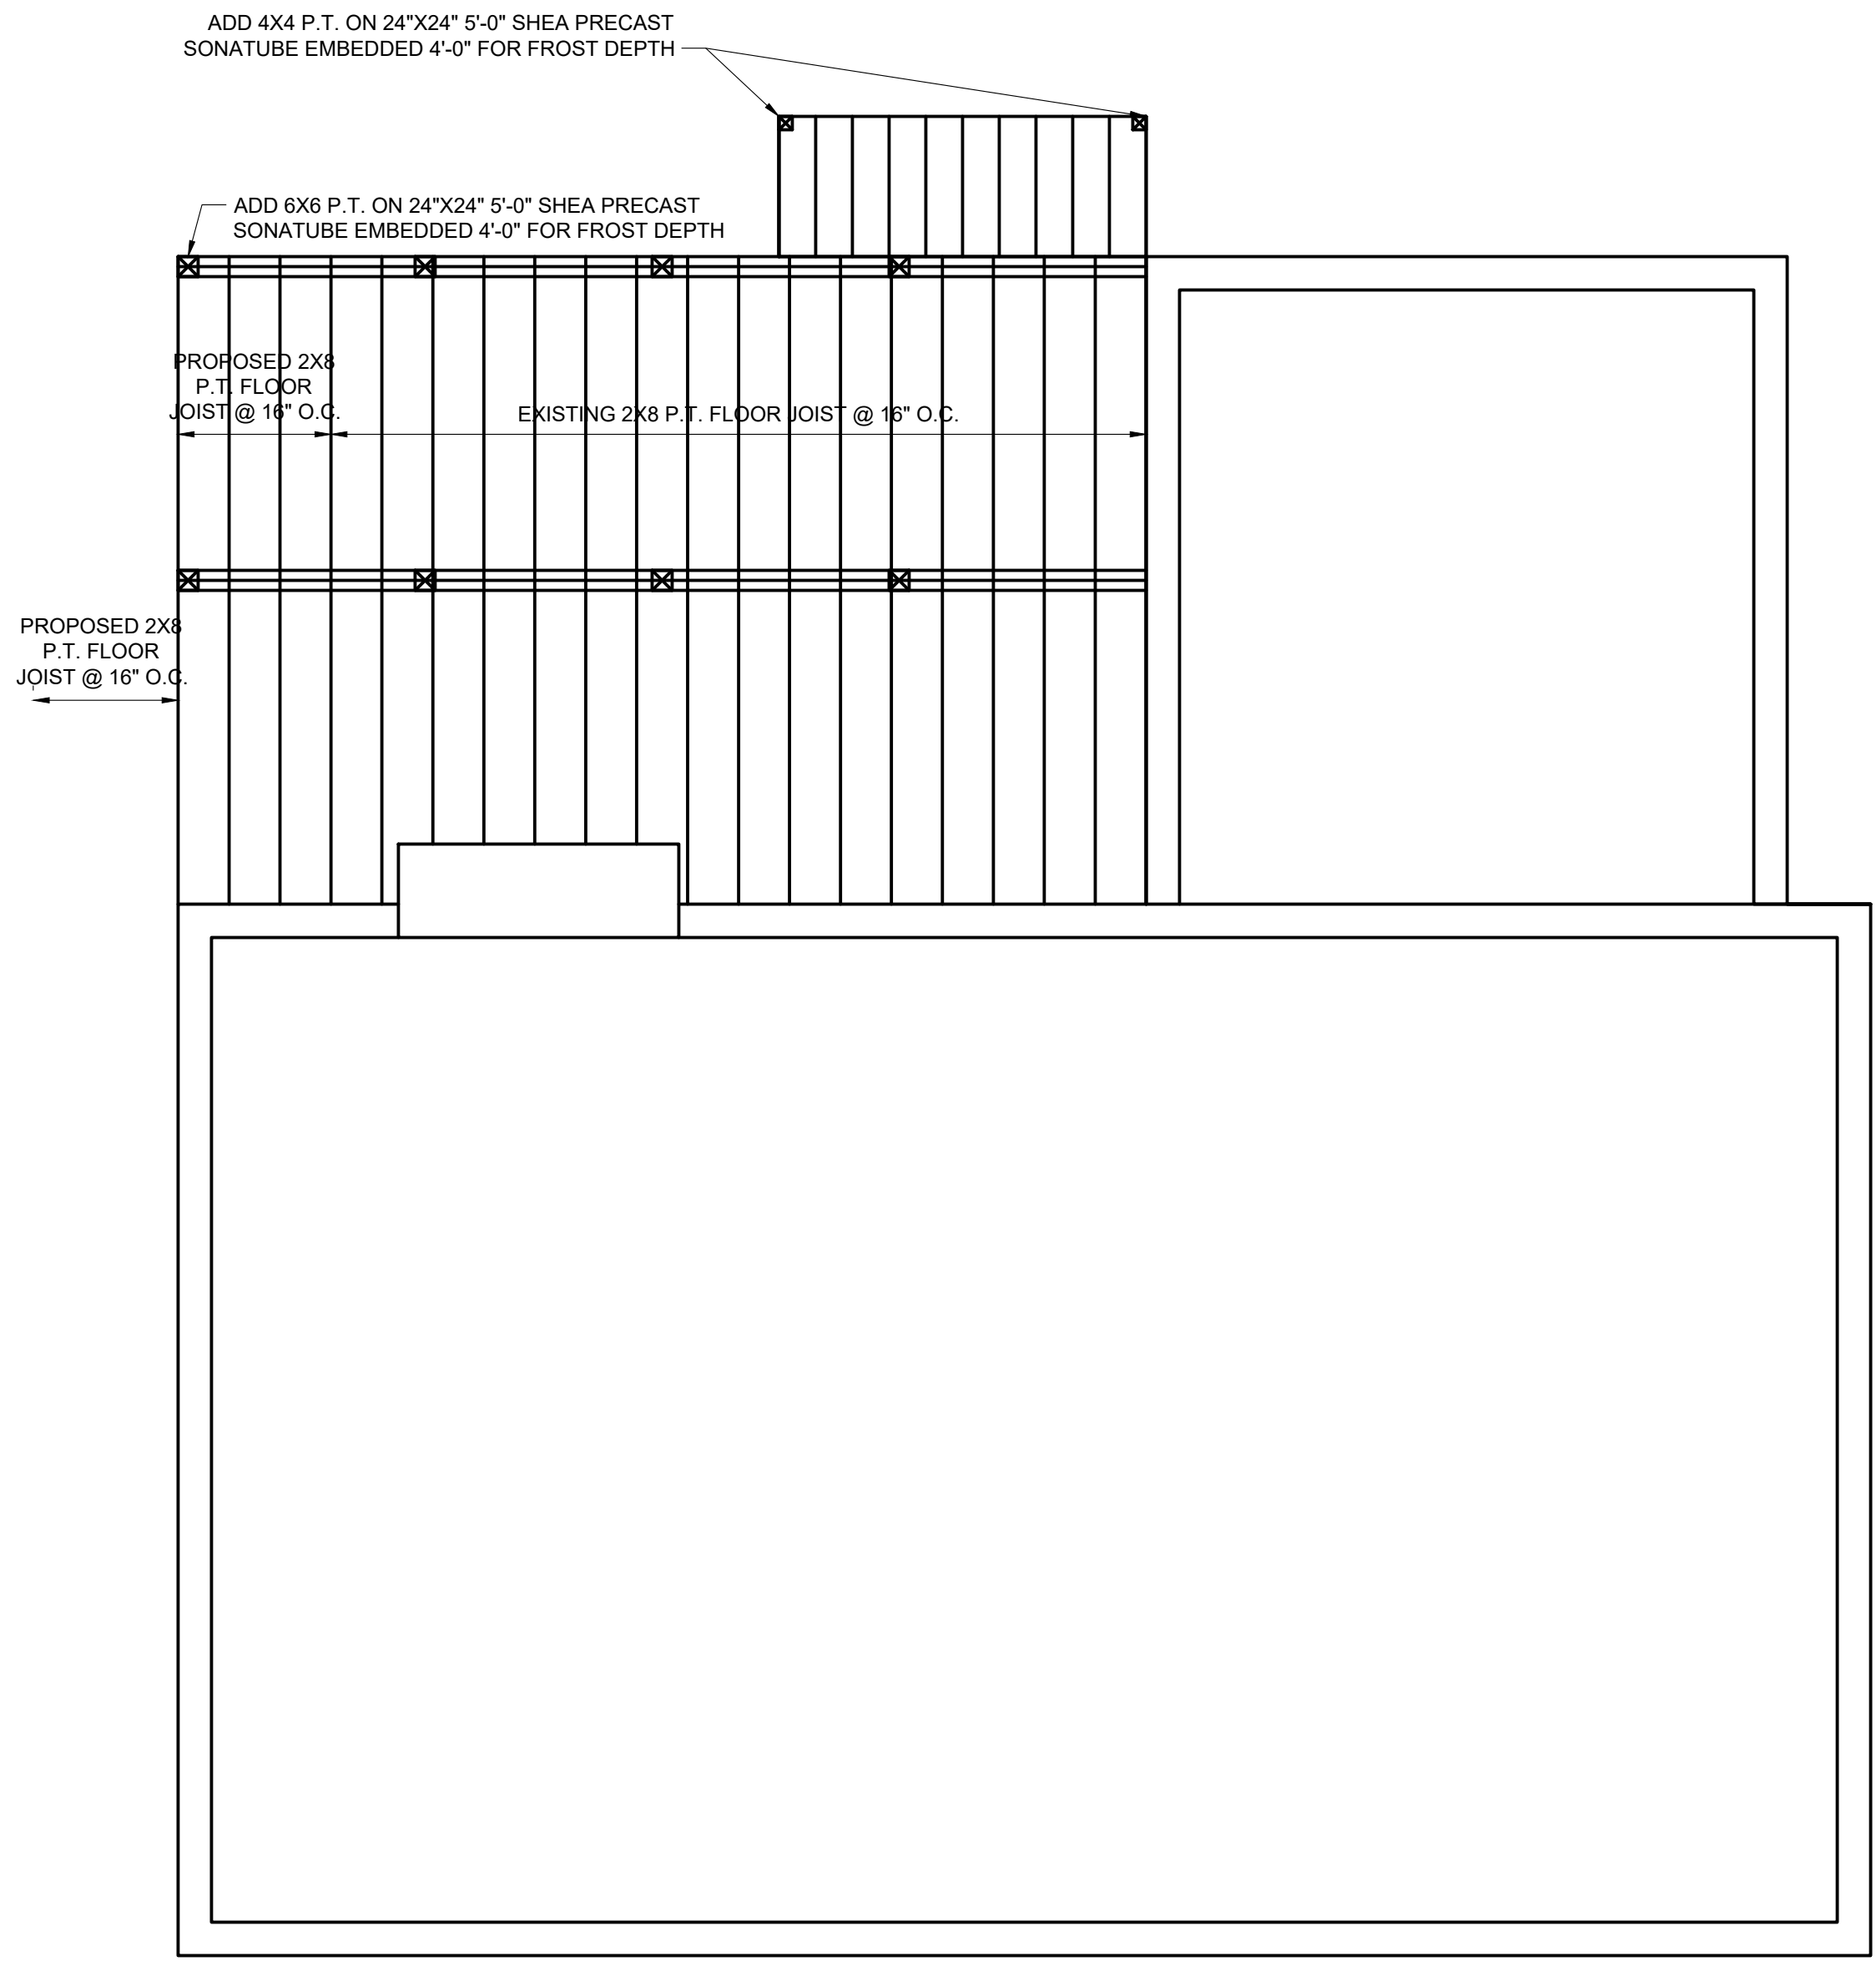 ADD 4X4 P.T. ON 24"X24" 5'-0" SHEA PRECAST
SONATUBE EMBEDDED 4'-0" FOR FROST DEPTH
ADD 6X6 P.T. ON 24"X24" 5'-0" SHEA PRECAST
SONATUBE EMBEDDED 4'-0" FOR FROST DEPTH
PROPOSED 2X8
P.T. FLOOR
JOIST @ 16" O.C.
EXISTING 2X8 P.T. FLOOR JOIST @ 16" O.C.
PROPOSED 2X8
P.T. FLOOR
JOIST @ 16" O.C.